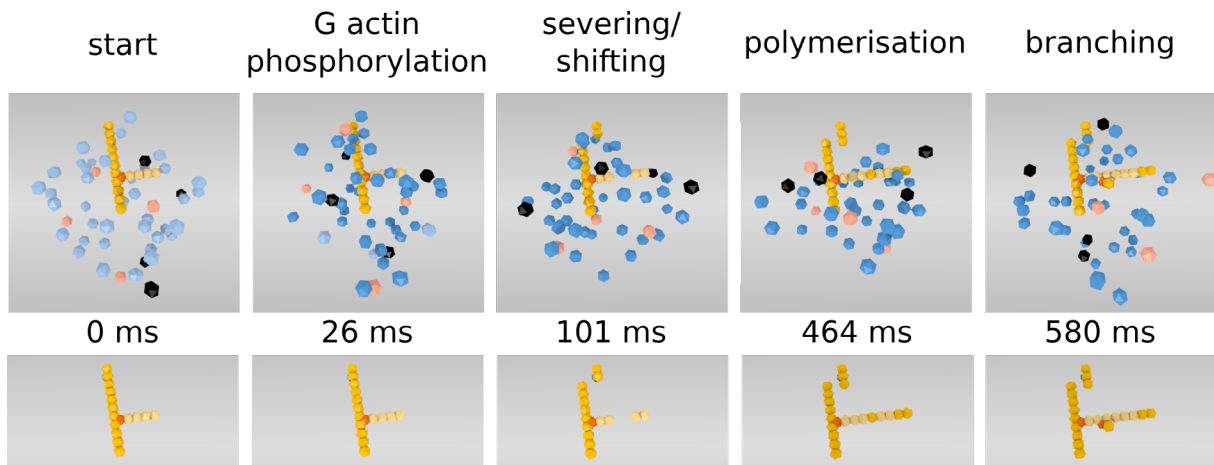 start
G actin
phosphorylation
severing/
shifting
polymerisation
branching
0 ms
26 ms
101 ms
464 ms
580 ms